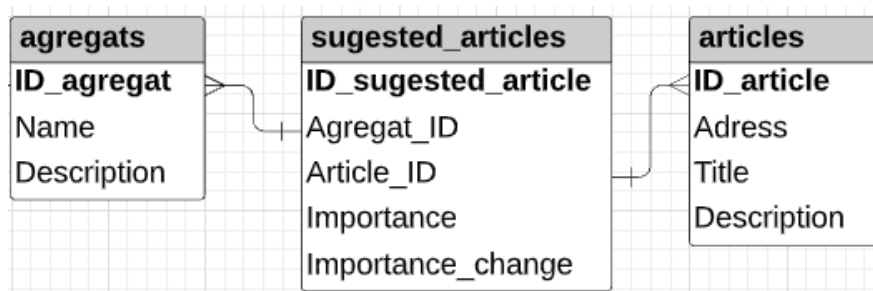 agregats
ID_agregat
Name
Description
sugested_articles
ID_sugested_article
Agregat_ID
Article_ID
Importance
Importance_change
articles
ID_article
Adress
Title
Description